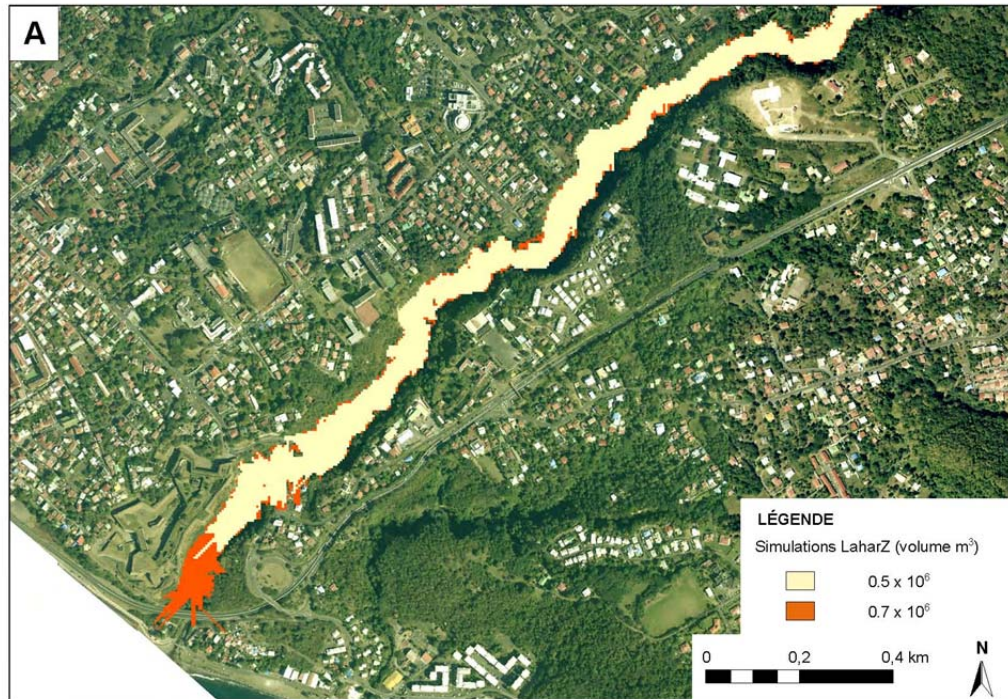 A
LÉGENDE
Simulations LaharZ (volume m³)
0.5 x 10⁶
0.7 x 10⁶
0 0,2 0,4 km
N